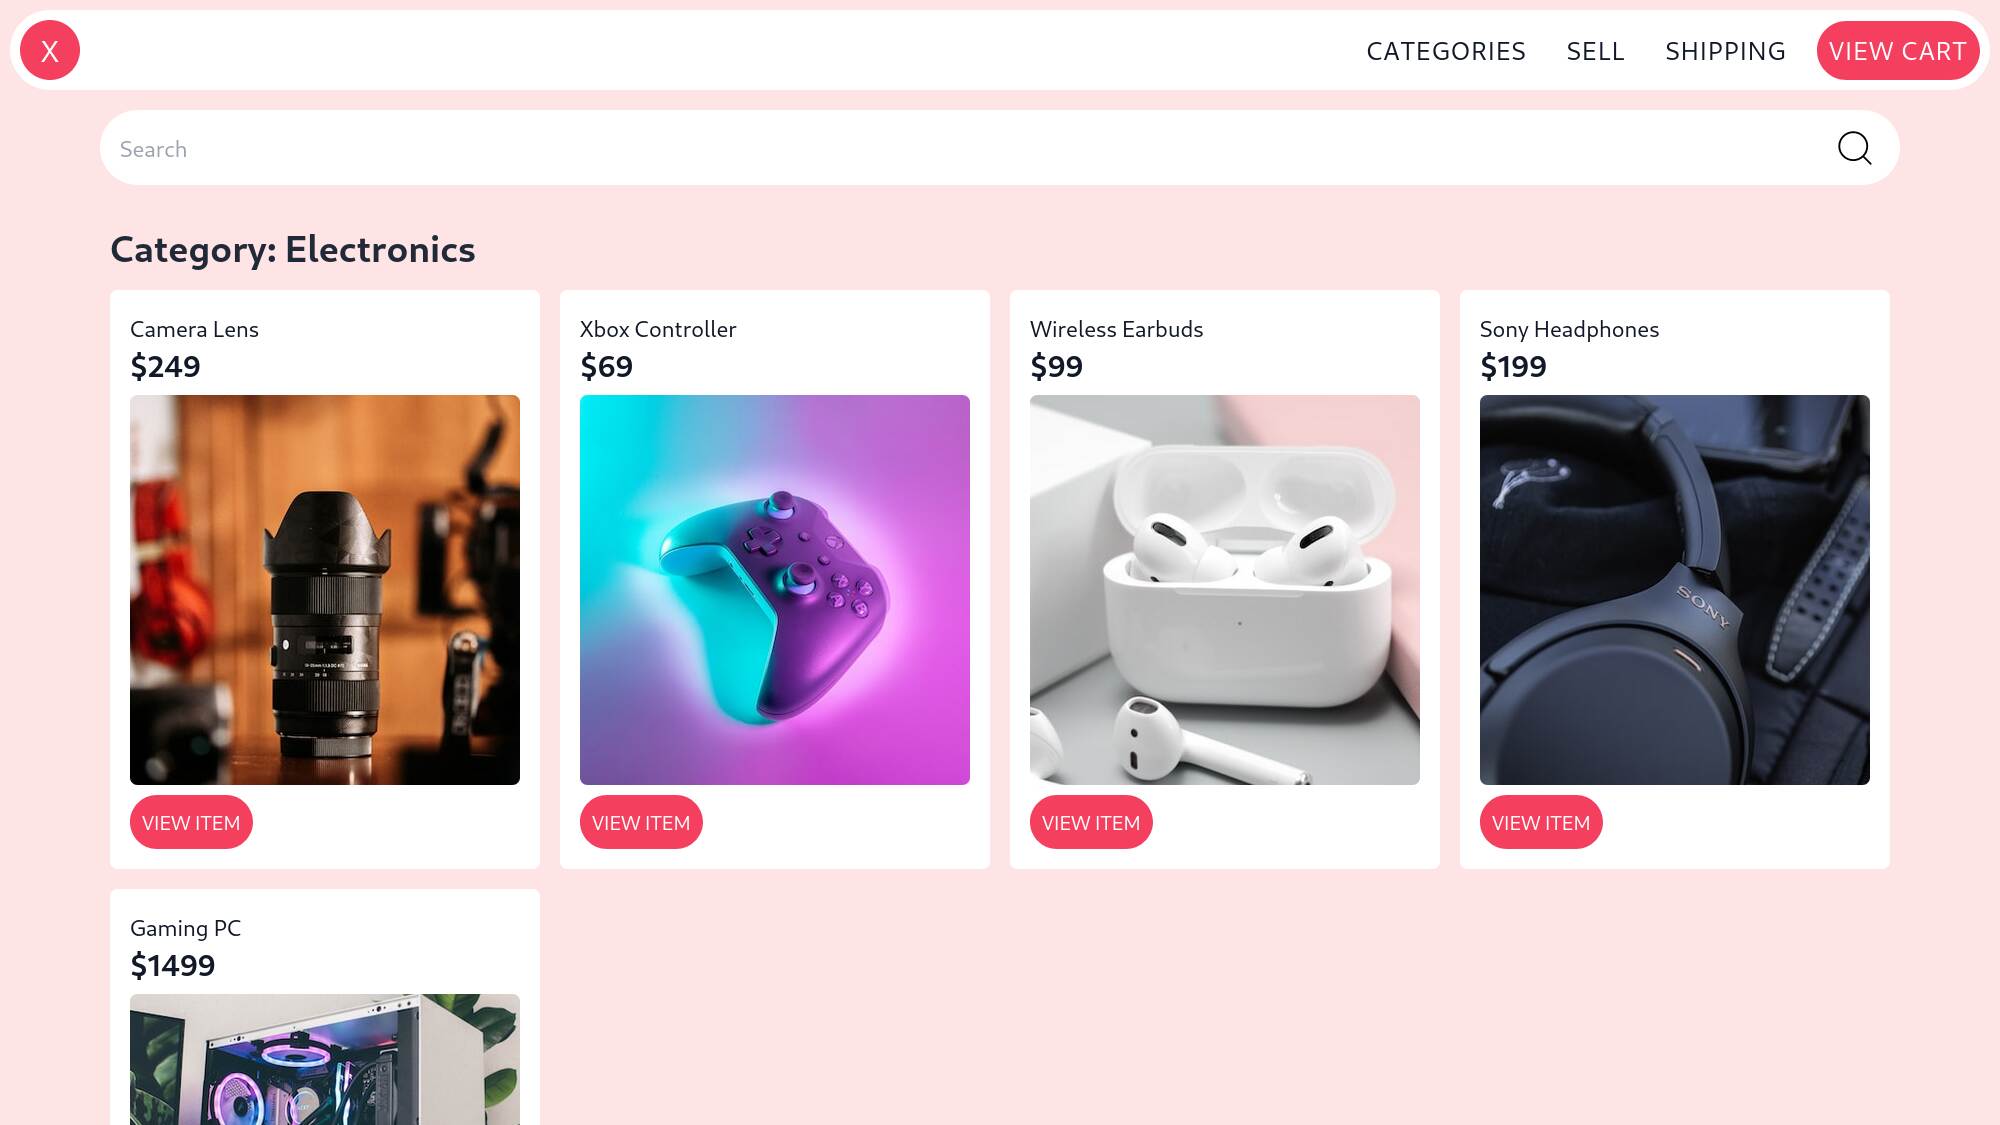 X
CATEGORIES
SELL
SHIPPING
VIEW CART
Search
Category: Electronics
Camera Lens
$249
VIEW ITEM
Xbox Controller
$69
VIEW ITEM
Wireless Earbuds
$99
VIEW ITEM
Sony Headphones
$199
SONY
VIEW ITEM
Gaming PC
$1499